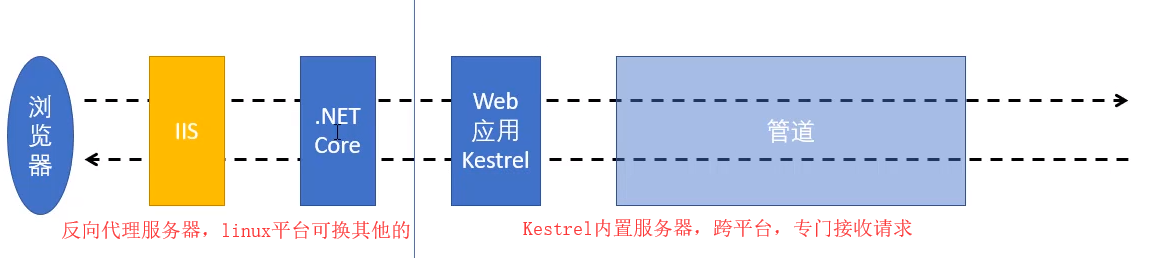 浏
览
器
IIS
.NET
Core
Web
应用
Kestrel
管道
反向代理服务器，linux平台可换其他的
Kestrel内置服务器，跨平台，专门接收请求